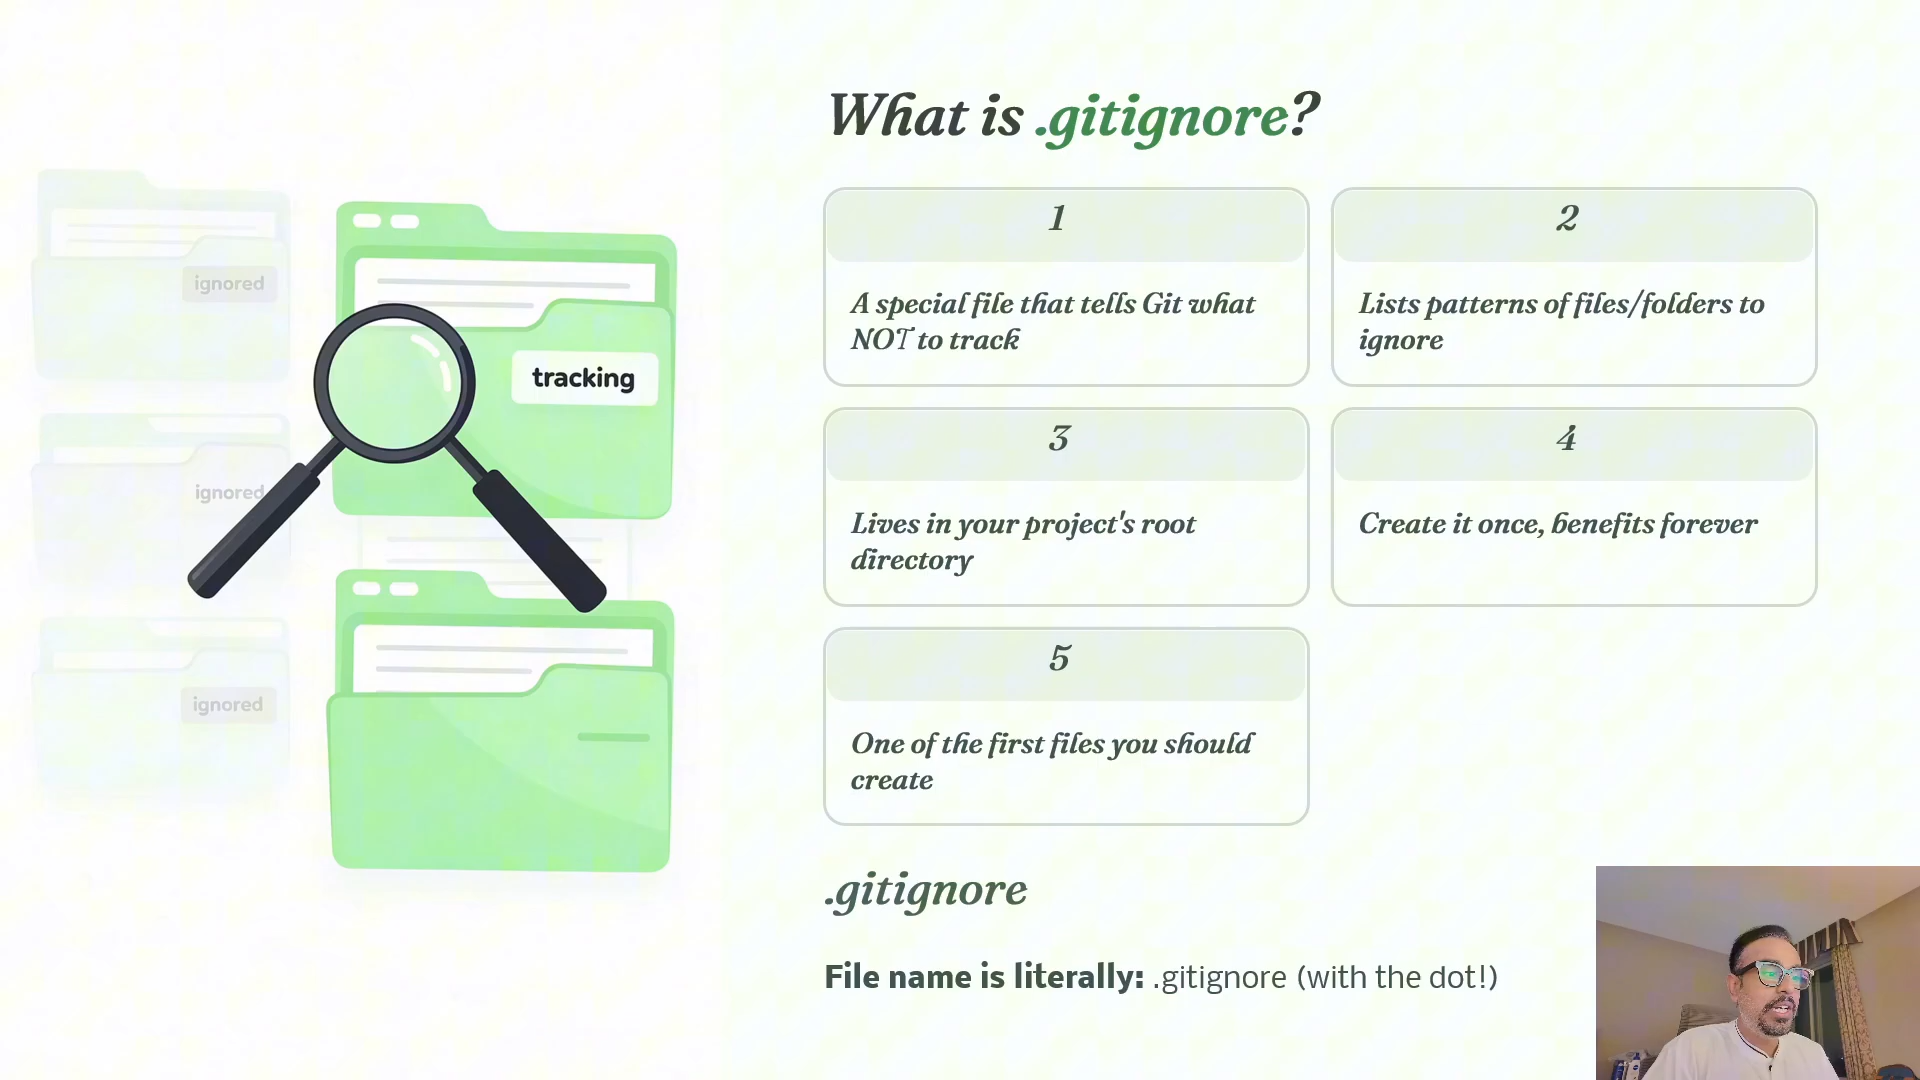 What is .gitignore?
1
A special file that tells Git what
NOT to track
2
Lists patterns of files/folders to
ignore
3
Lives in your project's root
directory
4
Create it once, benefits forever
5
One of the first files you should
create
.gitignore
File name is literally: .gitignore (with the dot!)
ignored
tracking
ignored
ignored